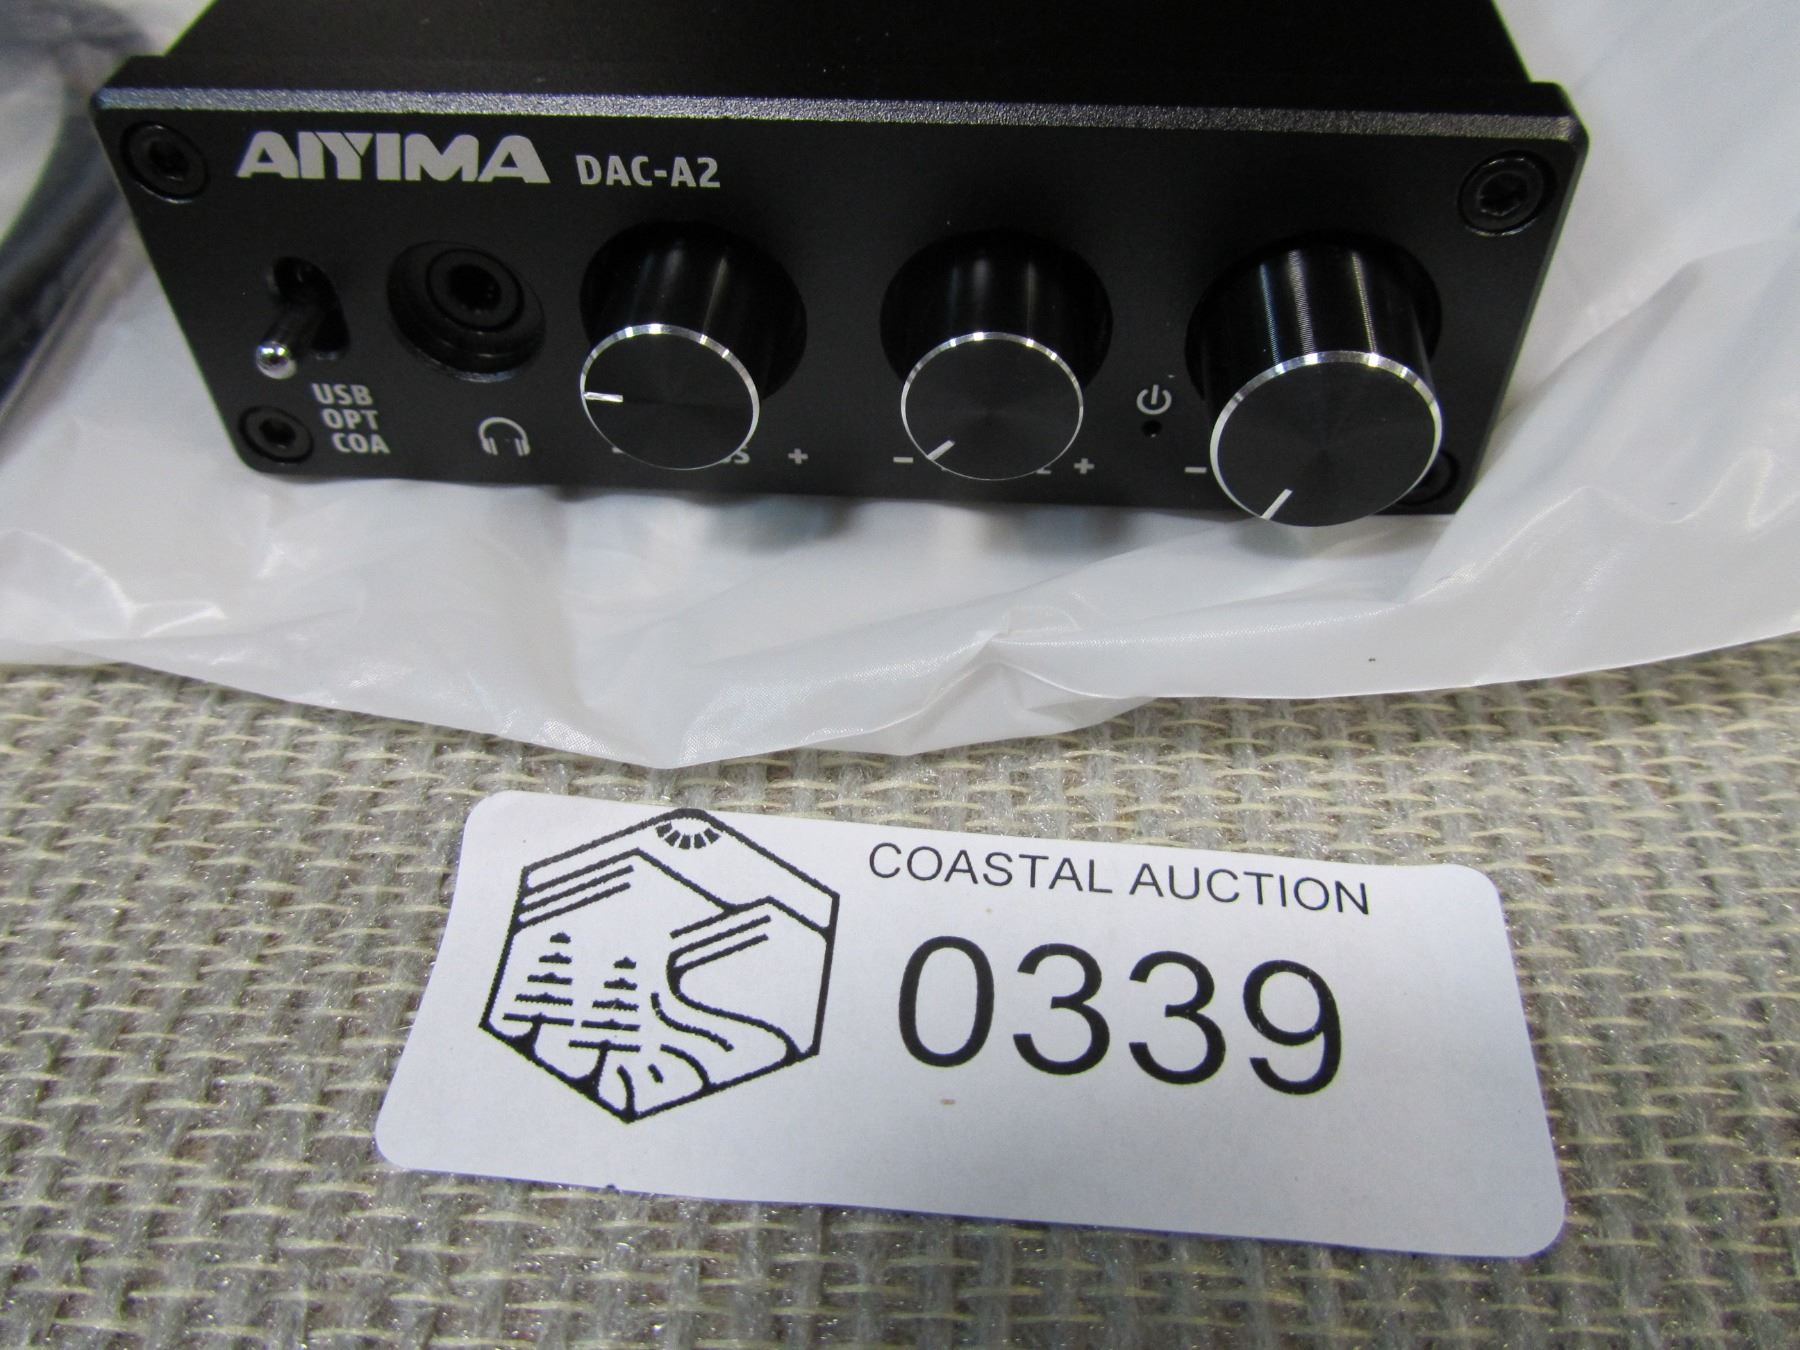 AIYIMA DAC-A2
USB
OPT
COA
- + - + -
COASTAL AUCTION
0339